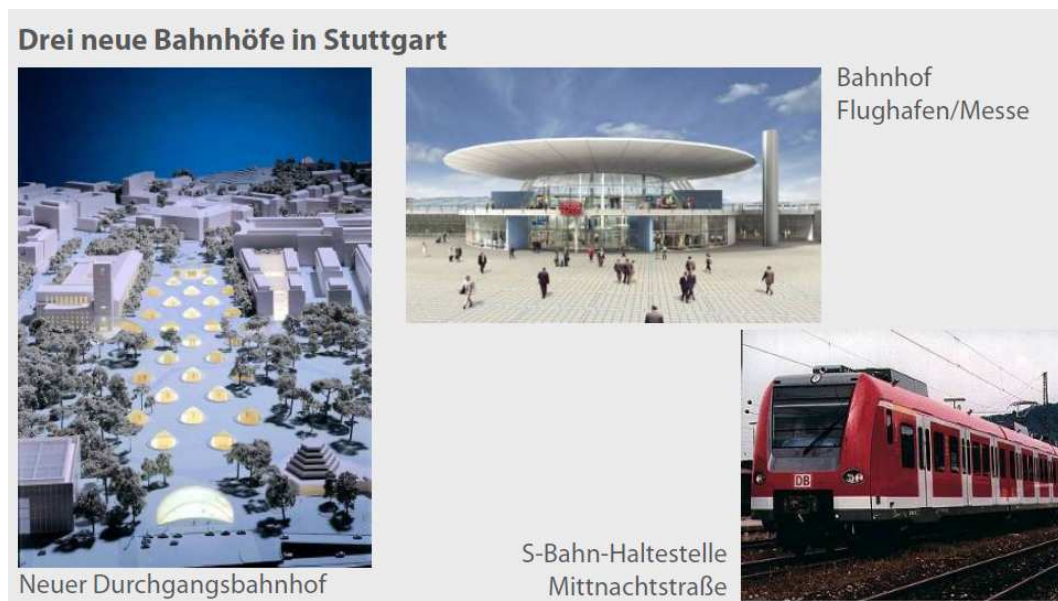 Drei neue Bahnhöfe in Stuttgart
Bahnhof
Flughafen/Messe
DB
S-Bahn-Haltestelle
Mittnachtstraße
Neuer Durchgangsbahnhof